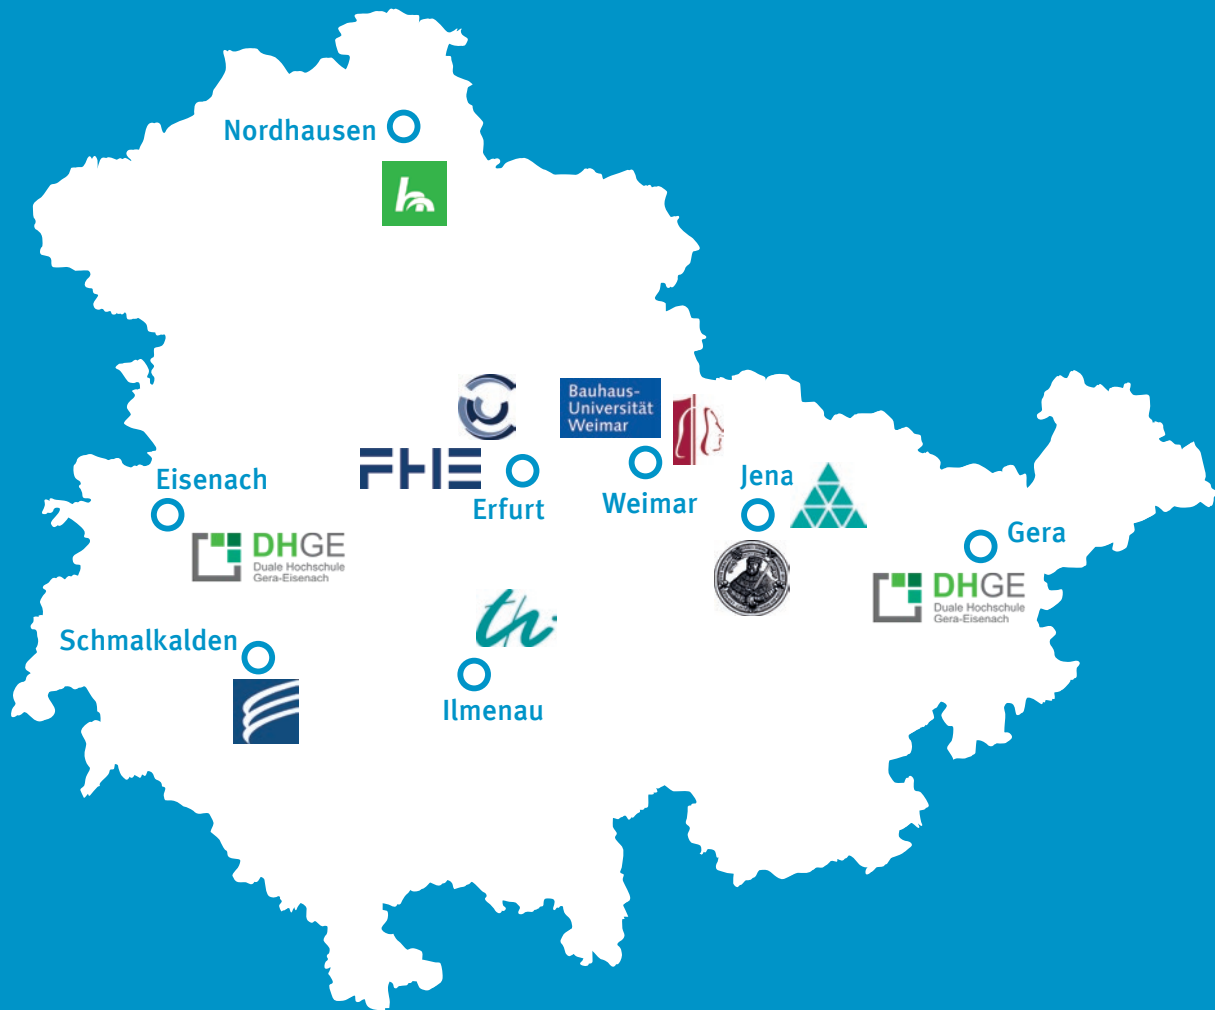 Nordhausen
Bauhaus-
Universität
Weimar
FHE
Eisenach
Erfurt
Weimar
Jena
Gera
DHGE
Duale Hochschule
Gera-Eisenach
DHGE
Duale Hochschule
Gera-Eisenach
th
Schmalkalden
Ilmenau